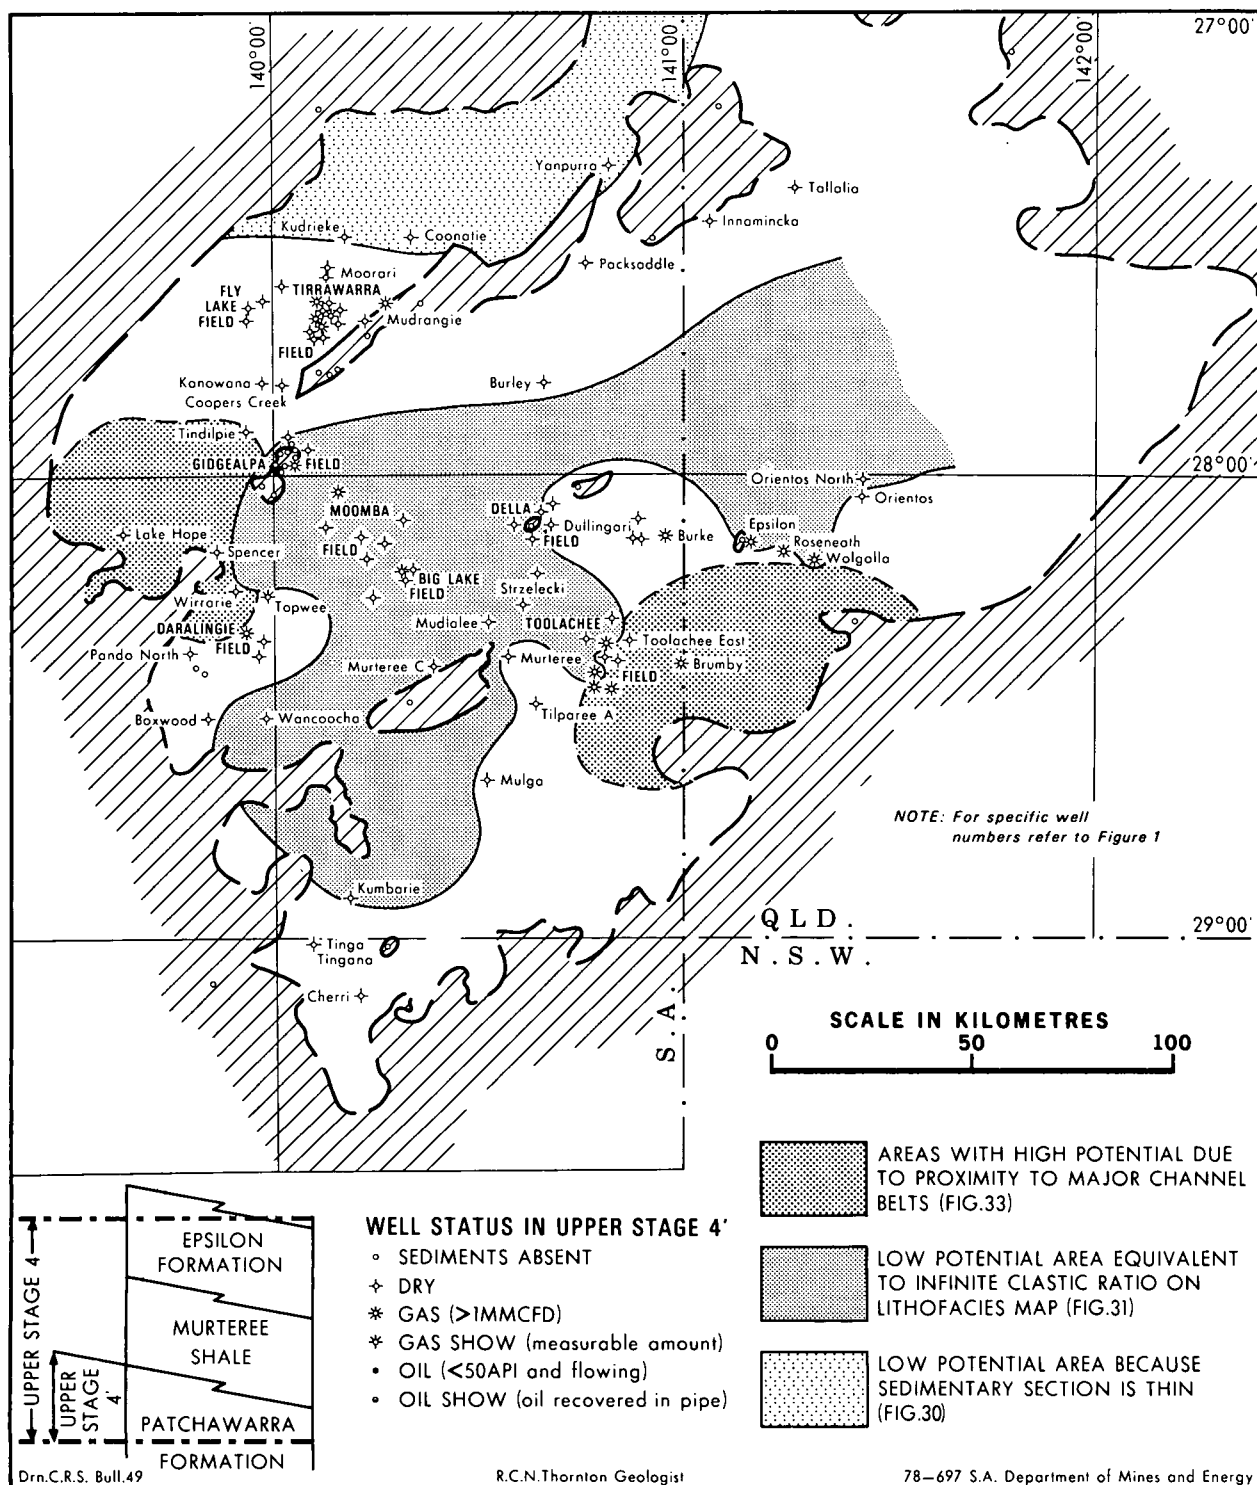 27°00'
140°00'
141°00'
142°00'
Yanpurra
Tallalia
Innamincka
Kudrieke
Coonatie
Packsaddle
Moorari
TIRRAWARRA
FLY
LAKE
FIELD
Mudrangie
FIELD
Kanowana
Coopers Creek
Burley
Tindilpie
GIDGEALPA
FIELD
28°00'
Orientos North
Orientos
MOOMBA
FIELD
DELLA
Dullingari
FIELD
Burke
Epsilon
Roseneath
Wolgolla
Lake Hope
Spencer
BIG LAKE
FIELD
Strzelecki
Wirrarie
Topwee
DARALINGIE
FIELD
Mudialee
TOOLACHEE
Toolachee East
Pando North
Murteree C
Murteree
FIELD
Brumby
Boxwood
Wancoocha
Tilparee A
Mulga
NOTE: For specific well
numbers refer to Figure 1
Kumbarie
QLD.
29°00'
N.S.W.
Tinga
Tingana
Cherri
S.A.
SCALE IN KILOMETRES
0 50 100
AREAS WITH HIGH POTENTIAL DUE
TO PROXIMITY TO MAJOR CHANNEL
BELTS (FIG.33)
LOW POTENTIAL AREA EQUIVALENT
TO INFINITE CLASTIC RATIO ON
LITHOFACIES MAP (FIG.31)
LOW POTENTIAL AREA BECAUSE
SEDIMENTARY SECTION IS THIN
(FIG.30)
WELL STATUS IN UPPER STAGE 4'
SEDIMENTS ABSENT
DRY
GAS (>1MMCFD)
GAS SHOW (measurable amount)
OIL (<50API and flowing)
OIL SHOW (oil recovered in pipe)
UPPER STAGE 4
UPPER
STAGE
4'
EPSILON
FORMATION
MURTEREE
SHALE
PATCHAWARRA
FORMATION
Drn.C.R.S. Bull.49
R.C.N.Thornton Geologist
78–697 S.A. Department of Mines and Energy